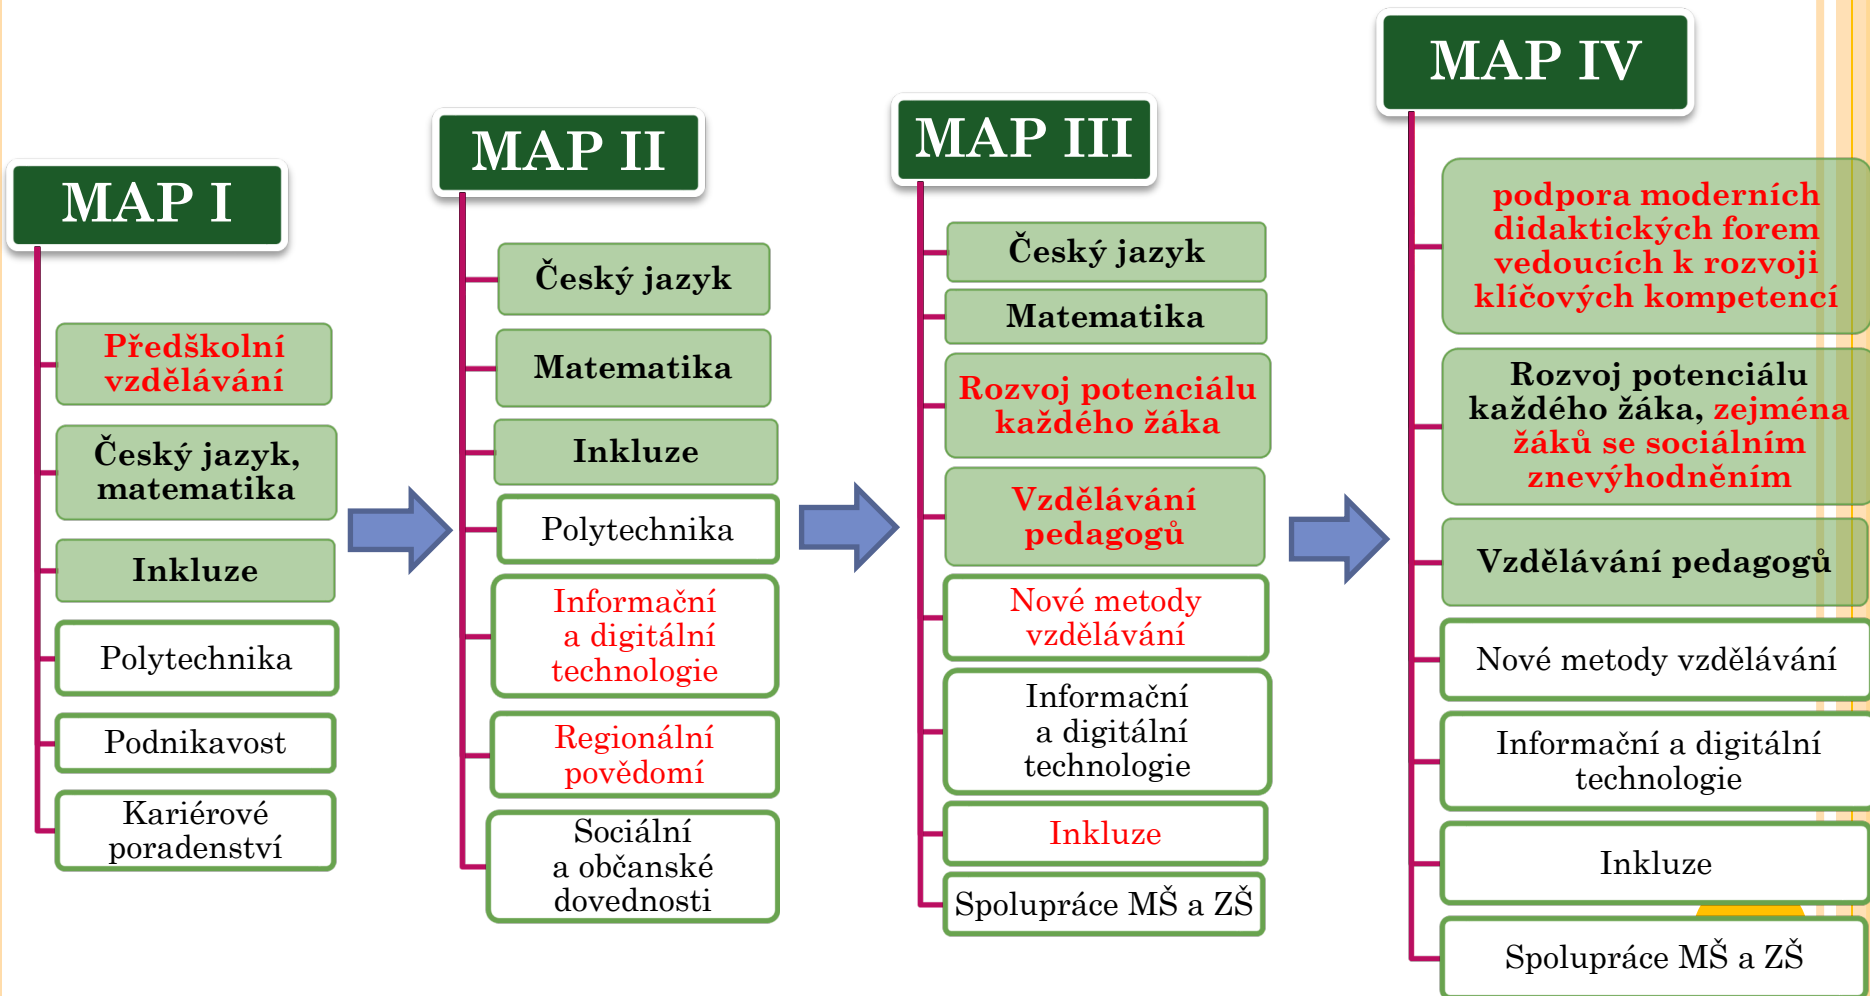 MAP I
Předškolní
vzdělávání
Český jazyk,
matematika
Inkluze
Polytechnika
Podnikavost
Kariérové
poradenství
MAP II
Český jazyk
Matematika
Inkluze
Polytechnika
Informační
a digitální
technologie
Regionální
povědomí
Sociální
a občanské
dovednosti
MAP III
Český jazyk
Matematika
Rozvoj potenciálu
každého žáka
Vzdělávání
pedagogů
Nové metody
vzdělávání
Informační
a digitální
technologie
Inkluze
Spolupráce MŠ a ZŠ
MAP IV
podpora moderních
didaktických forem
vedoucích k rozvoji
klíčových kompetencí
Rozvoj potenciálu
každého žáka, zejména
žáků se sociálním
znevýhodněním
Vzdělávání pedagogů
Nové metody vzdělávání
Informační a digitální
technologie
Inkluze
Spolupráce MŠ a ZŠ